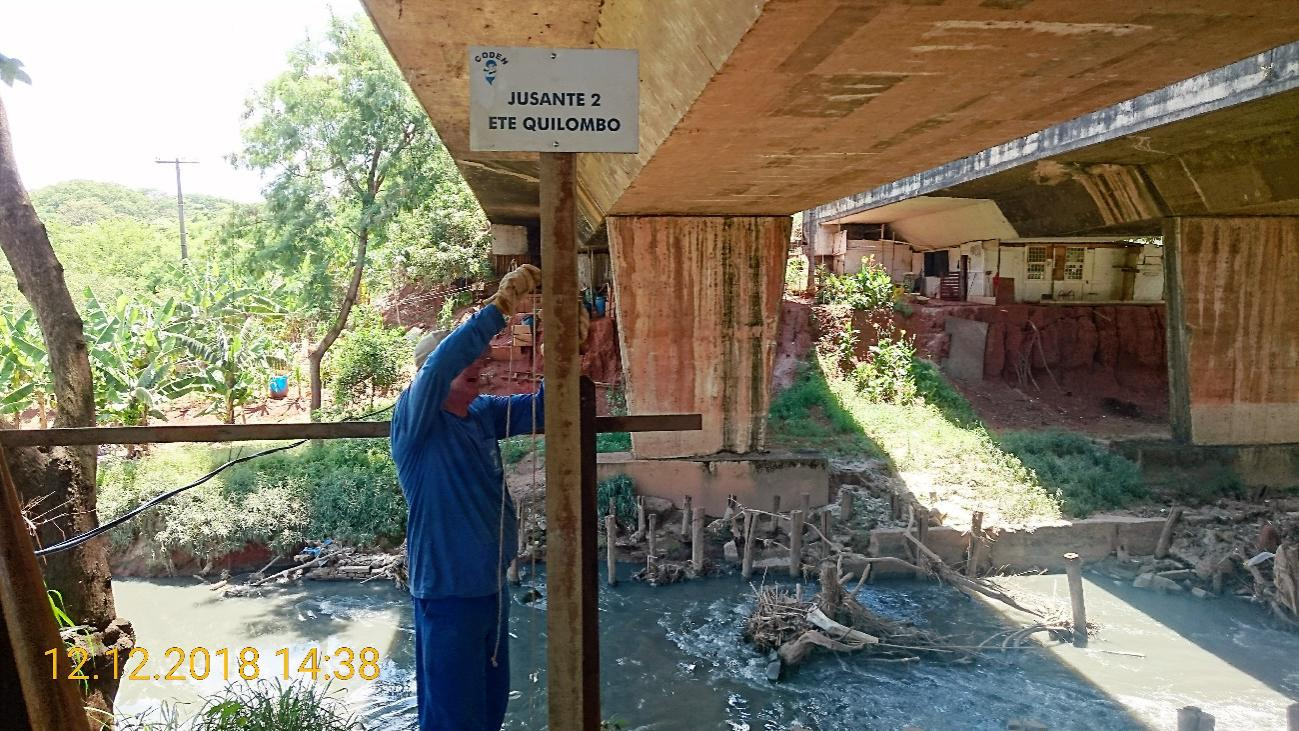 CODEN
JUSANTE 2
ETE QUILOMBO
12.12.2018 14:38